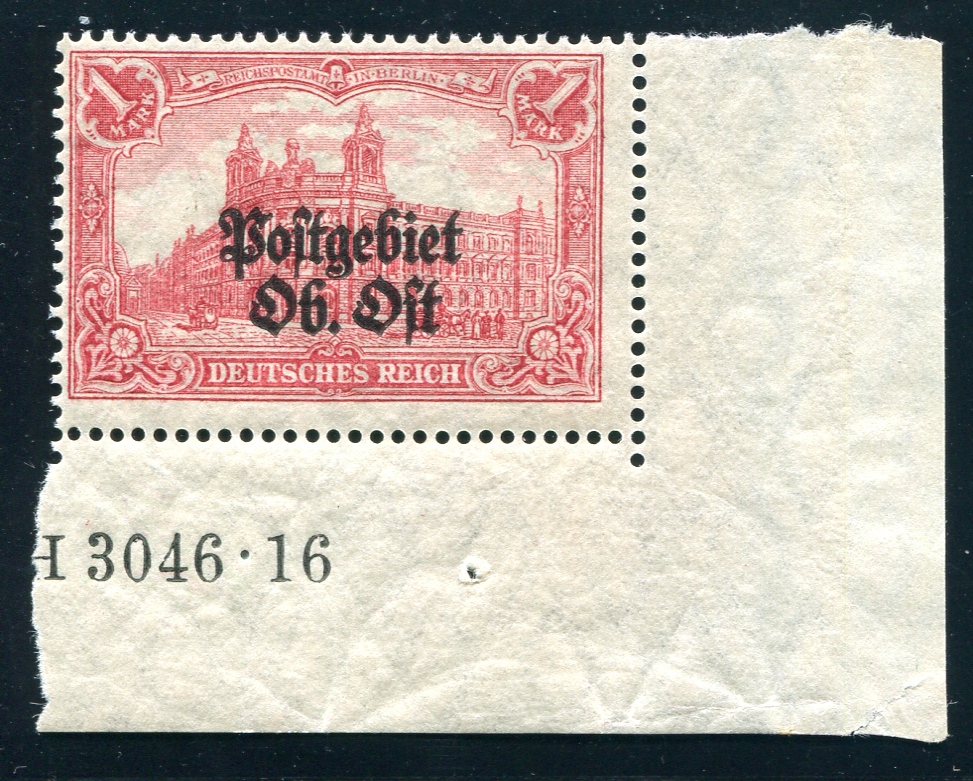 1 MARK
REICHSPOSTAMT IN BERLIN
1 MARK
Postgebiet
Ob. Ost
DEUTSCHES REICH
H 3046·16